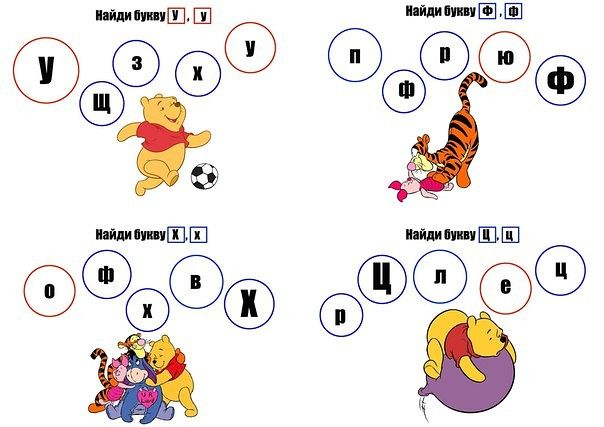 Найди букву У , у
У з х у
щ
Найди букву Ф , ф
п ф р ю Ф
Найди букву Х , х
о ф х в Х
Найди букву Ц , ц
р Ц л е ц